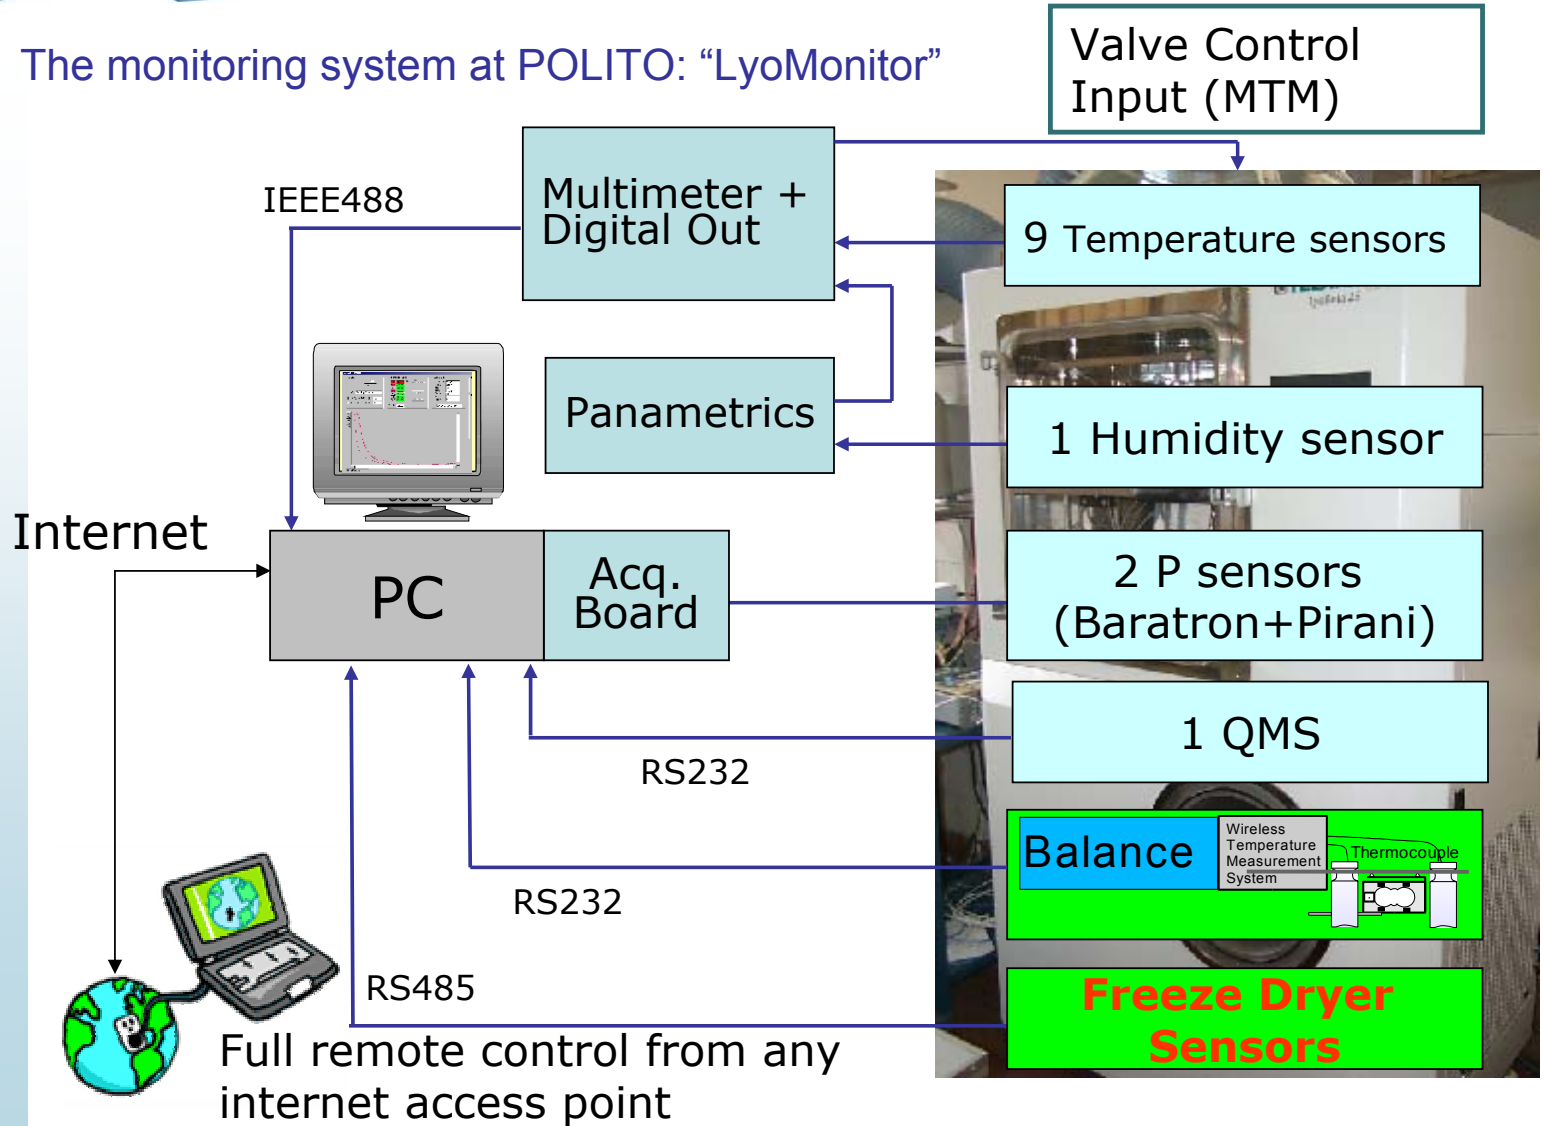 The monitoring system at POLITO: “LyoMonitor”
Valve Control
Input (MTM)
IEEE488
Multimeter +
Digital Out
9 Temperature sensors
Panametrics
1 Humidity sensor
Internet
PC
Acq.
Board
2 P sensors
(Baratron+Pirani)
1 QMS
RS232
Balance
Wireless
Temperature
Measurement
System
Thermocouple
RS232
RS485
Freeze Dryer
Sensors
Full remote control from any
internet access point